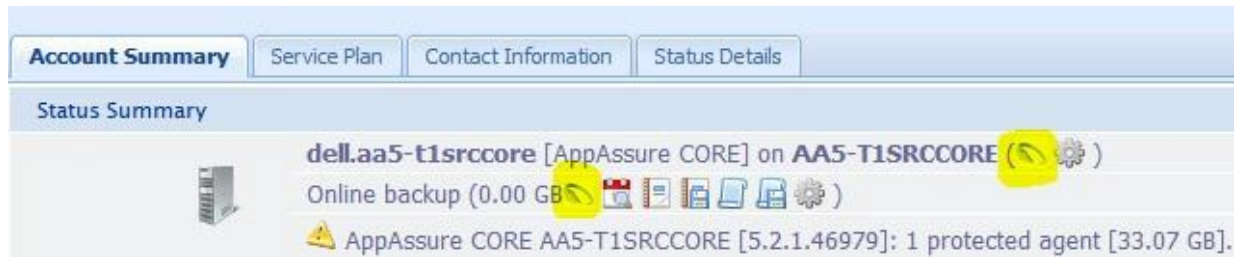 Account Summary Service Plan Contact Information Status Details
Status Summary
dell.aa5-t1srccore [AppAssure CORE] on AA5-T1SRCCORE ( )
Online backup (0.00 GB )
AppAssure CORE AA5-T1SRCCORE [5.2.1.46979]: 1 protected agent [33.07 GB].